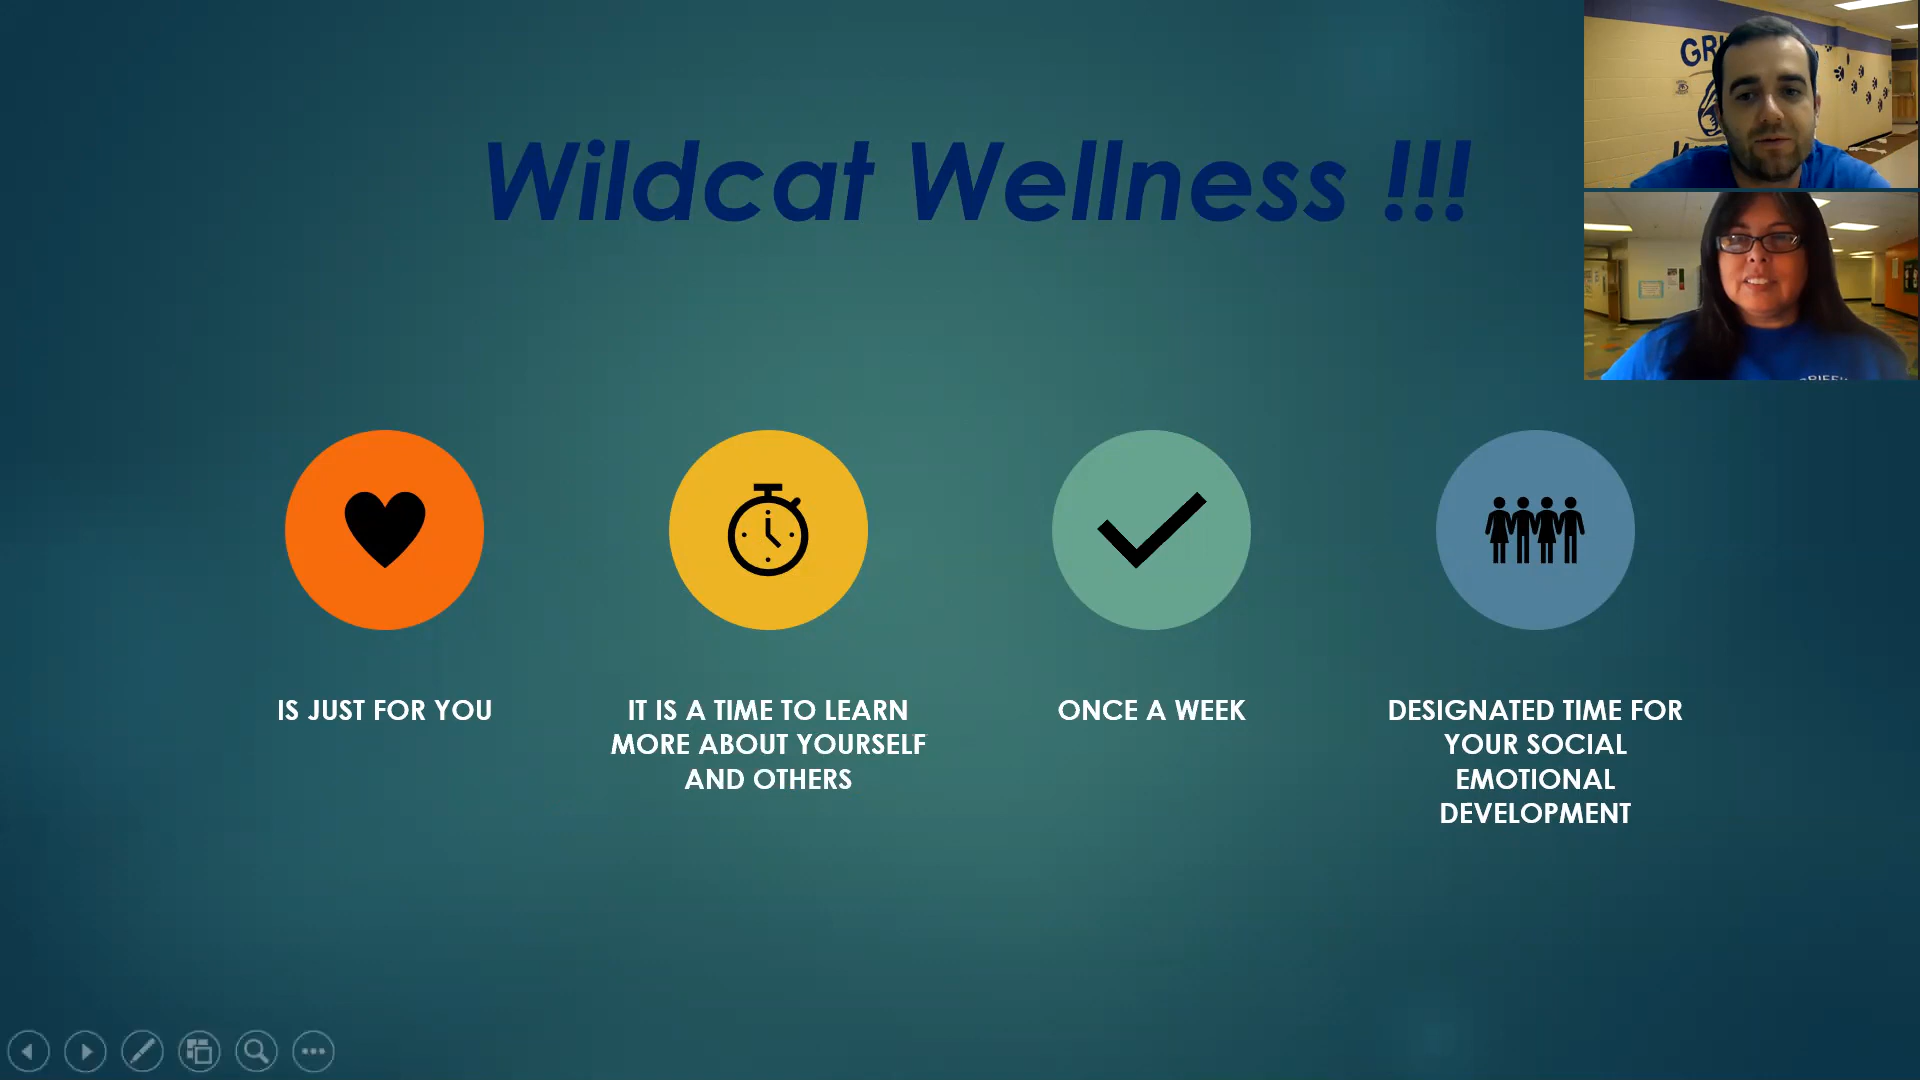 Wildcat Wellness !!!
IS JUST FOR YOU
IT IS A TIME TO LEARN
MORE ABOUT YOURSELF
AND OTHERS
ONCE A WEEK
DESIGNATED TIME FOR
YOUR SOCIAL
EMOTIONAL
DEVELOPMENT